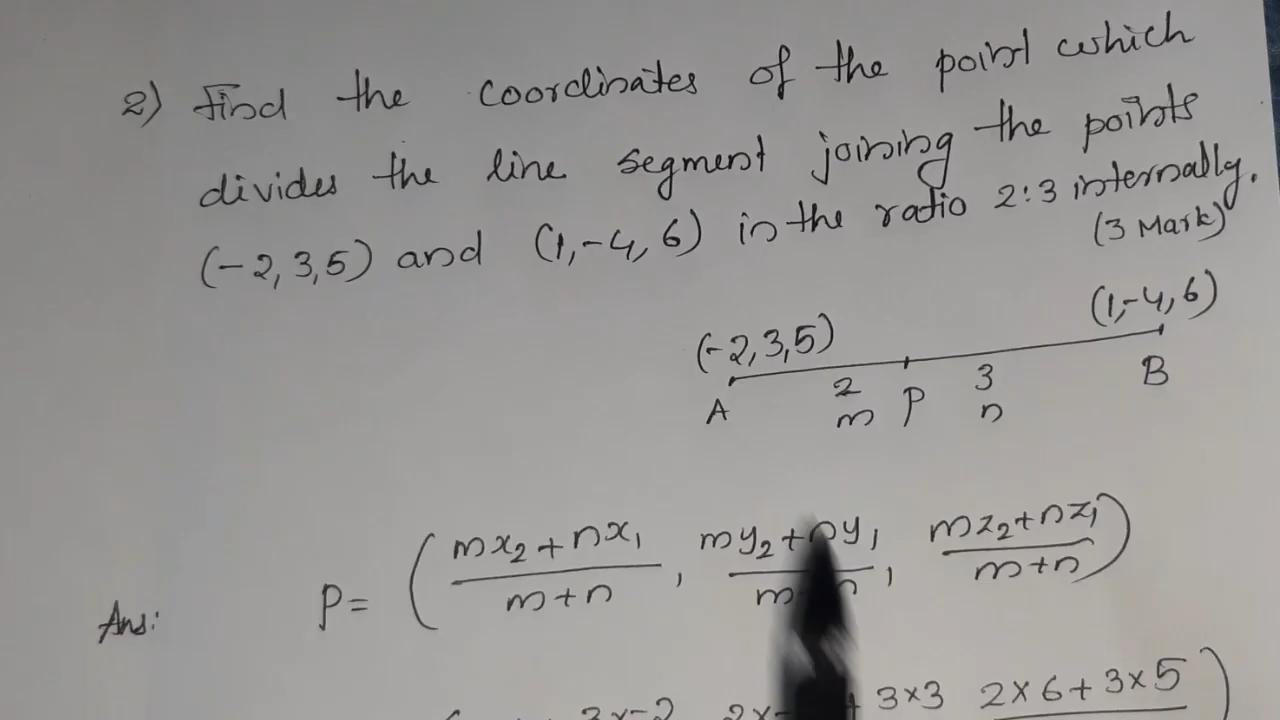 2) Find the coordinates of the point which
divides the line segment joining the points
(-2,3,5) and (1,-4,6) in the ratio 2:3 internally.
(3 Mark)
(-2,3,5) (1,-4,6)
A 2 P 3 B
m n
Ans: P= ( mx₂+nx₁ / m+n , my₂+ny₁ / m+n , mz₂+nz₁ / m+n )
3×-2 3×3 2×6+3×5 )